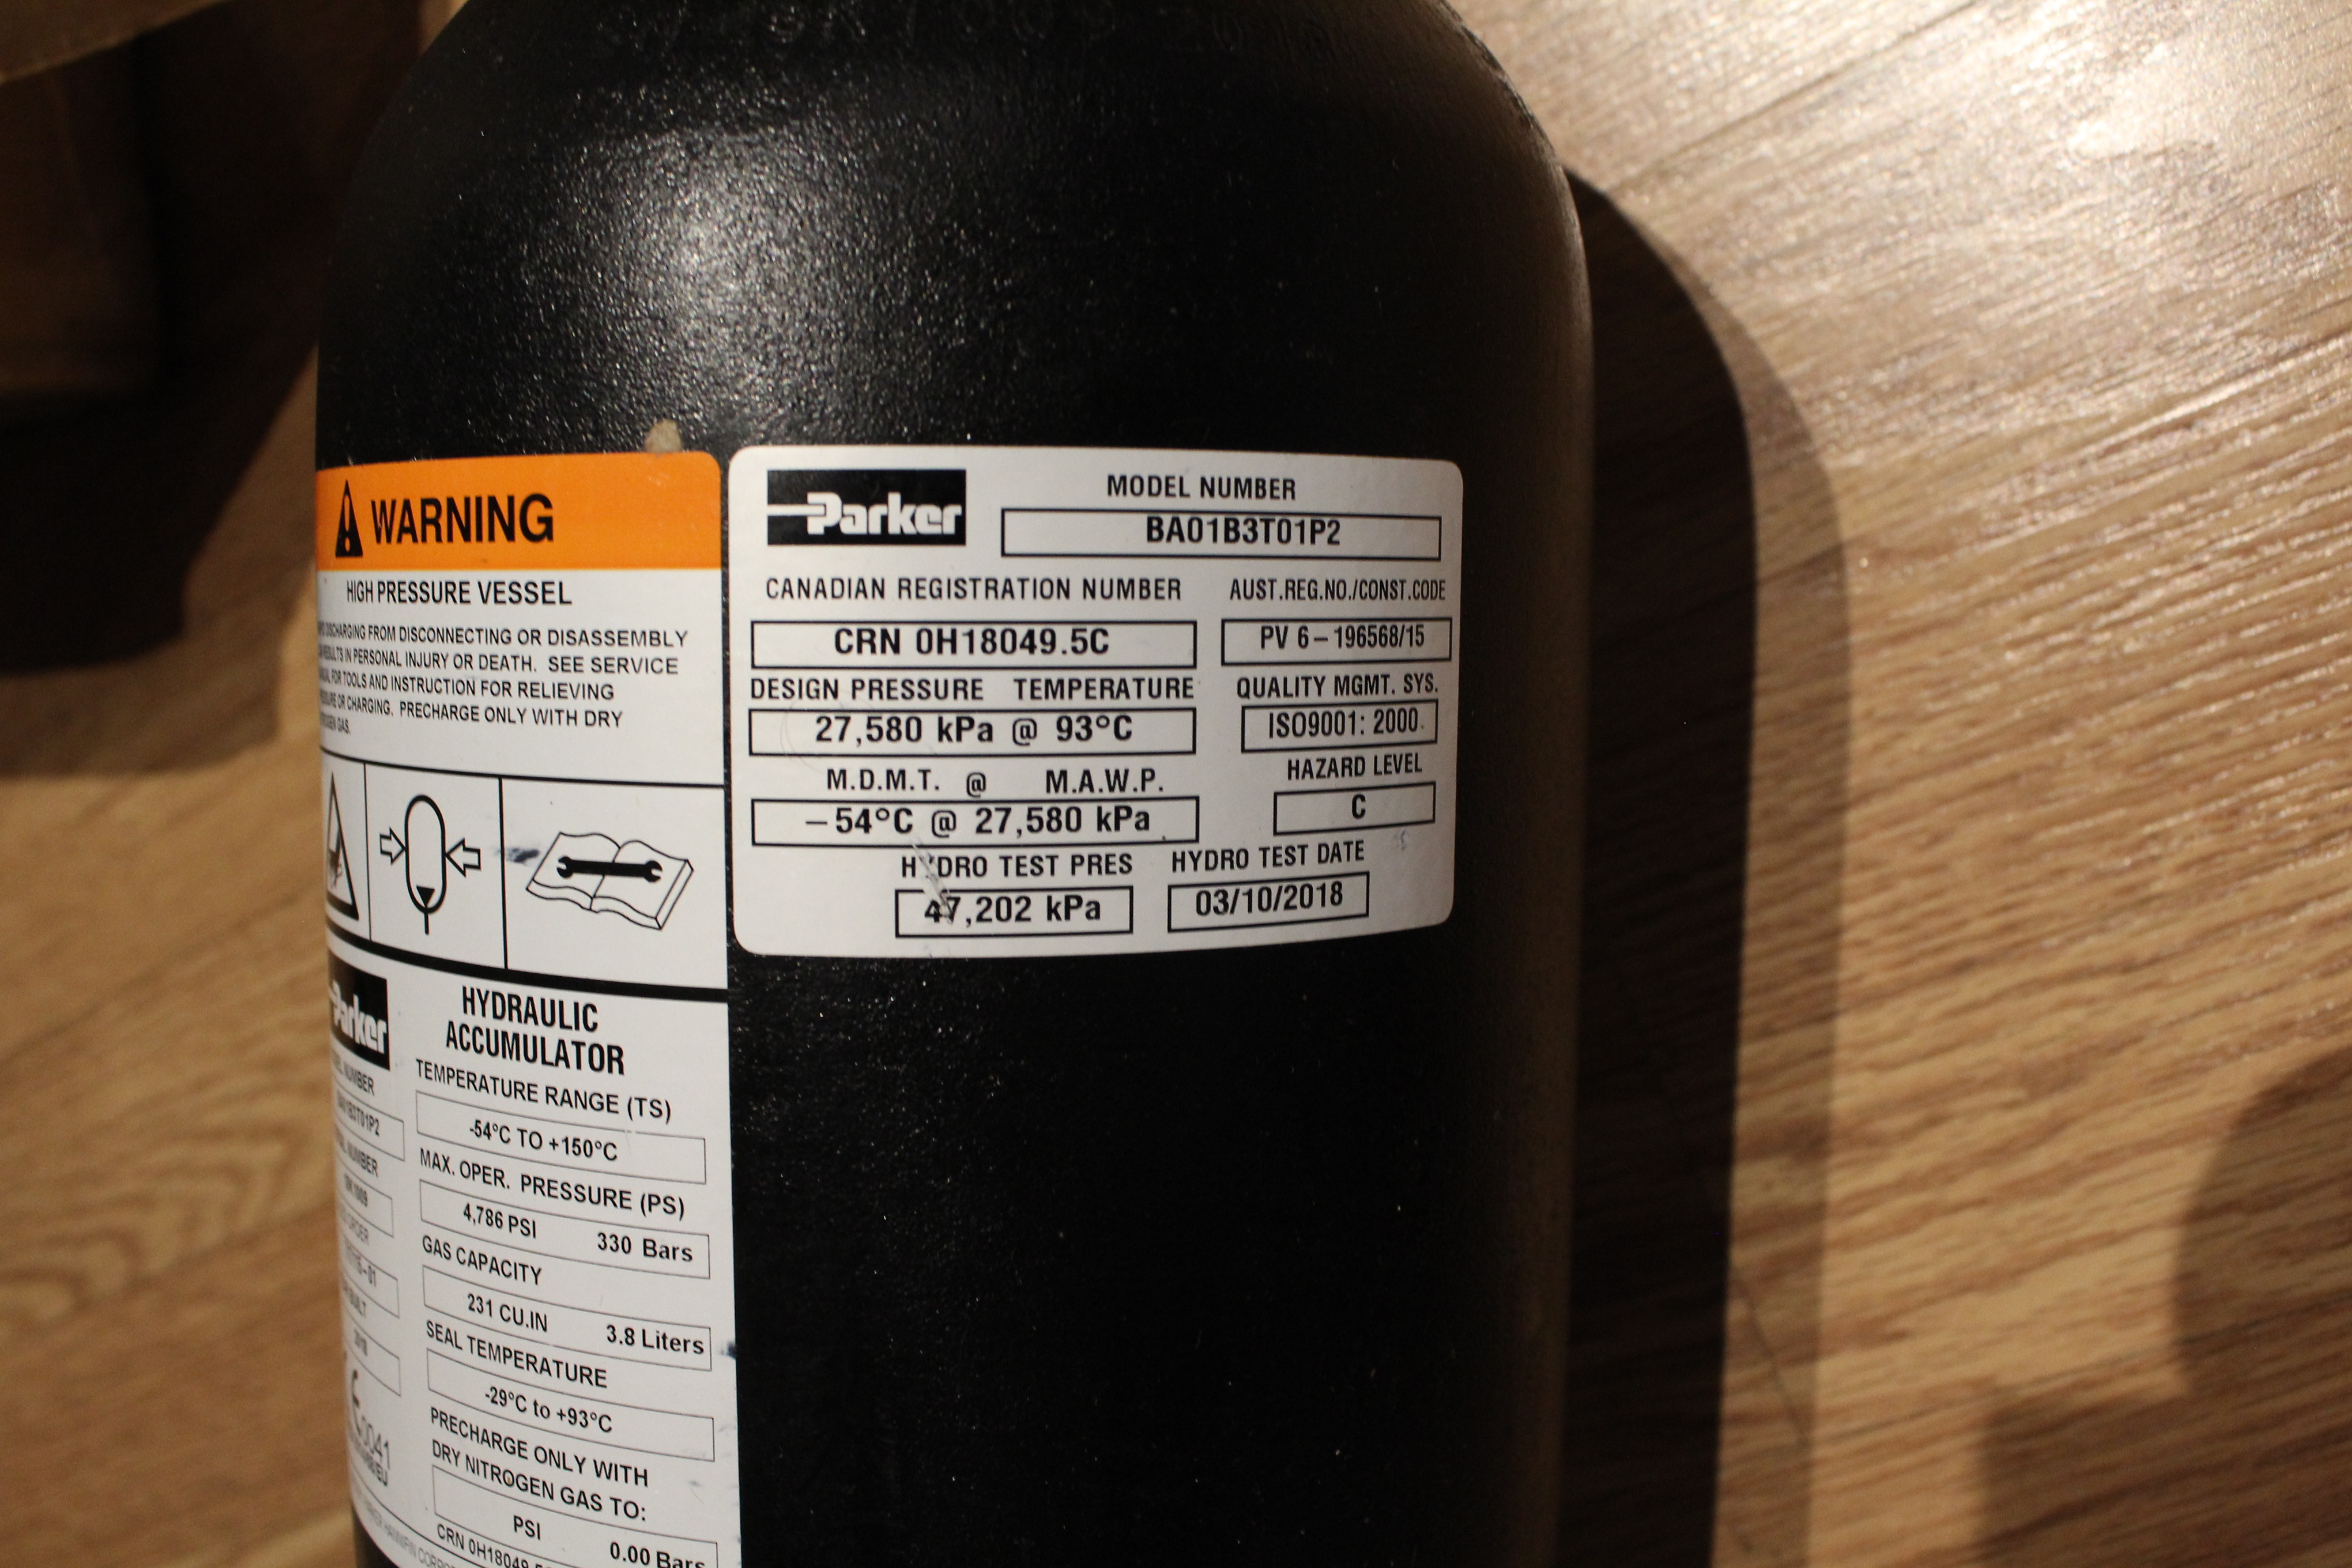 WARNING
HIGH PRESSURE VESSEL
DISCHARGING FROM DISCONNECTING OR DISASSEMBLY
RESULTS IN PERSONAL INJURY OR DEATH. SEE SERVICE
FOR TOOLS AND INSTRUCTION FOR RELIEVING
OR CHARGING. PRECHARGE ONLY WITH DRY
GAS.
Parker
HYDRAULIC
ACCUMULATOR
TEMPERATURE RANGE (TS)
-54°C TO +150°C
MAX. OPER. PRESSURE (PS)
4,786 PSI 330 Bars
GAS CAPACITY
231 CU.IN 3.8 Liters
SEAL TEMPERATURE
-29°C to +93°C
PRECHARGE ONLY WITH
DRY NITROGEN GAS TO:
PSI 0.00 Bars
CRN 0H18049
NUMBER
NUMBER
0041
Parker
MODEL NUMBER
BA01B3T01P2
CANADIAN REGISTRATION NUMBER
CRN 0H18049.5C
AUST.REG.NO./CONST.CODE
PV 6–196568/15
DESIGN PRESSURE TEMPERATURE
27,580 kPa @ 93°C
QUALITY MGMT. SYS.
ISO9001: 2000
M.D.M.T. @ M.A.W.P.
–54°C @ 27,580 kPa
HAZARD LEVEL
C
HYDRO TEST PRES
47,202 kPa
HYDRO TEST DATE
03/10/2018